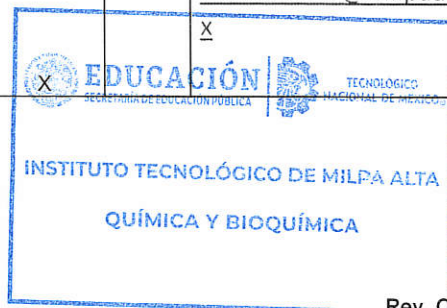 X
X
EDUCACIÓN
SECRETARÍA DE EDUCACIÓN PÚBLICA
TECNOLÓGICO
NACIONAL DE MÉXICO
INSTITUTO TECNOLÓGICO DE MILPA ALTA
QUÍMICA Y BIOQUÍMICA
Rev.